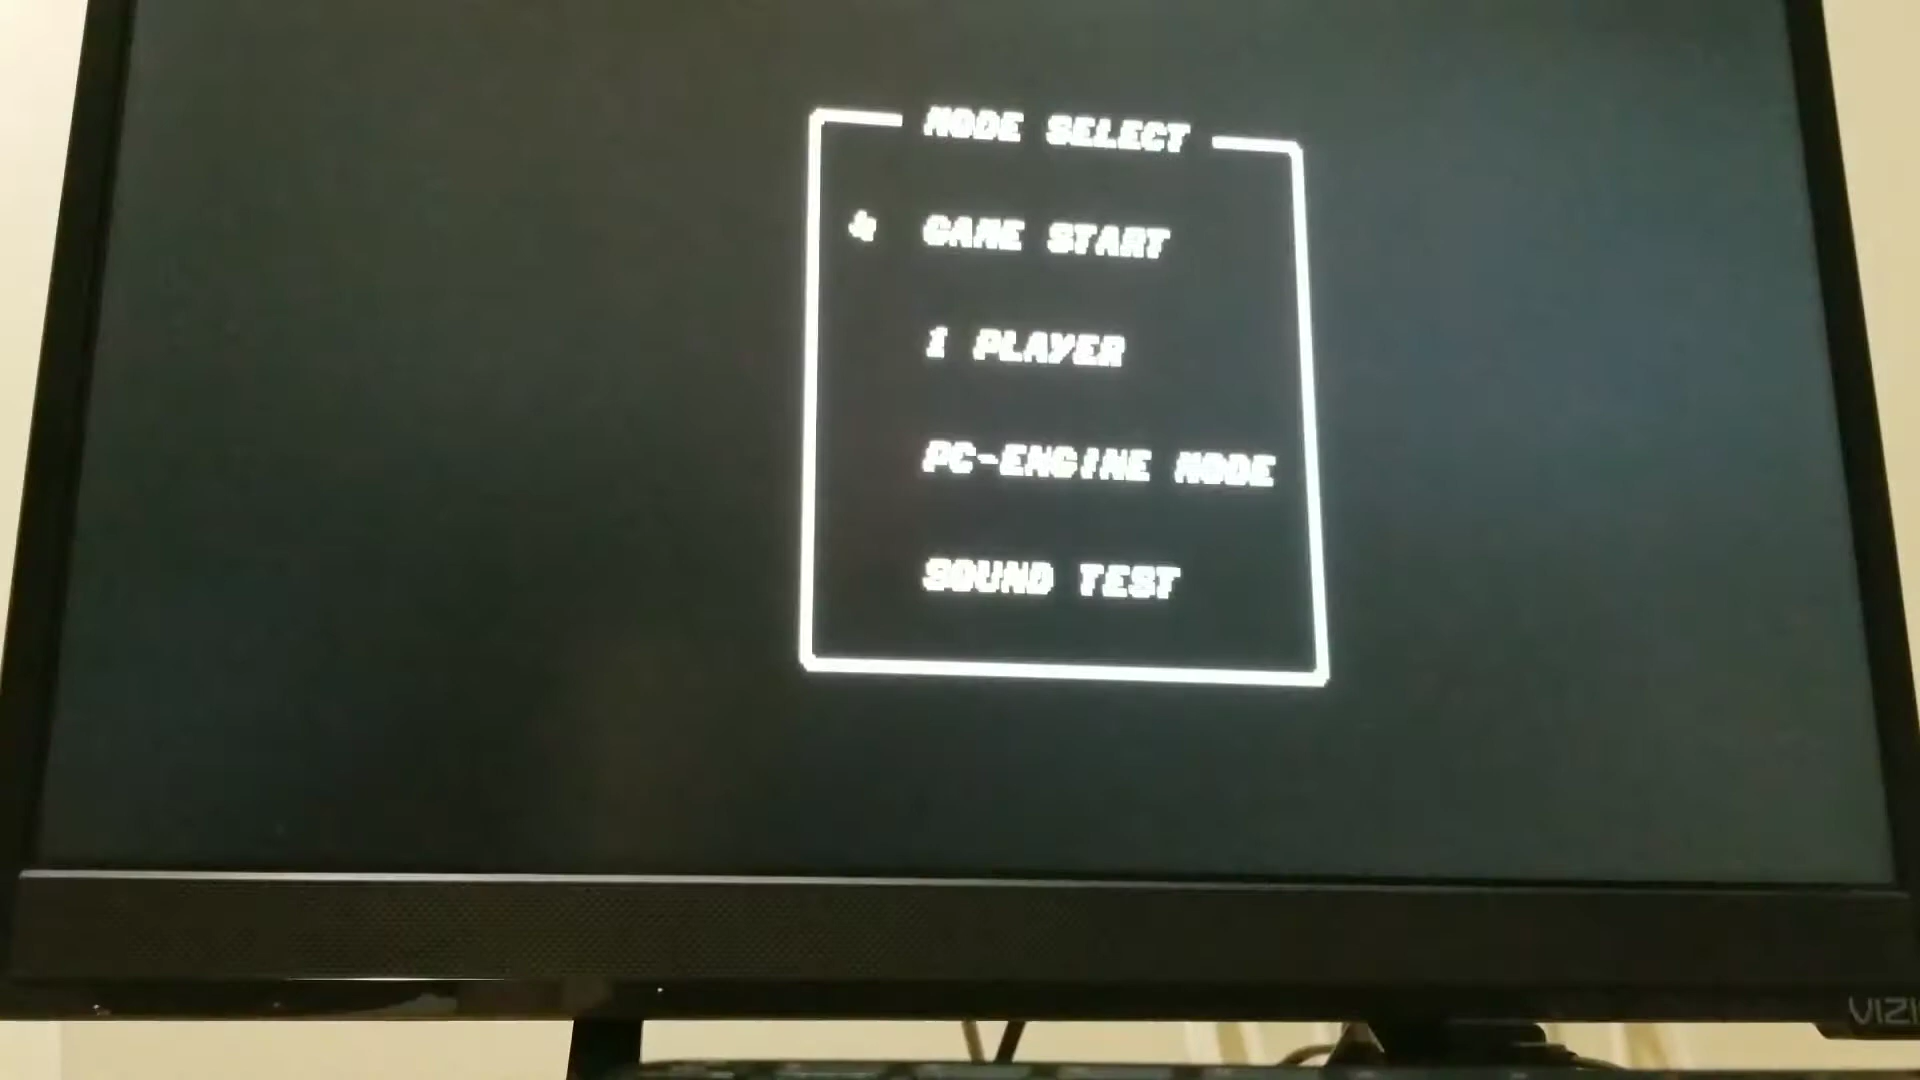 MODE SELECT
GAME START
1 PLAYER
PC-ENGINE MODE
SOUND TEST
VIZI